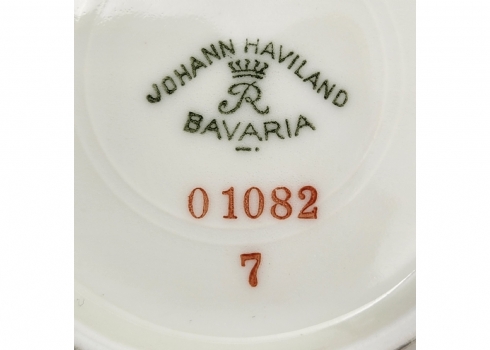 JOHANN HAVILAND
R
BAVARIA
01082
7